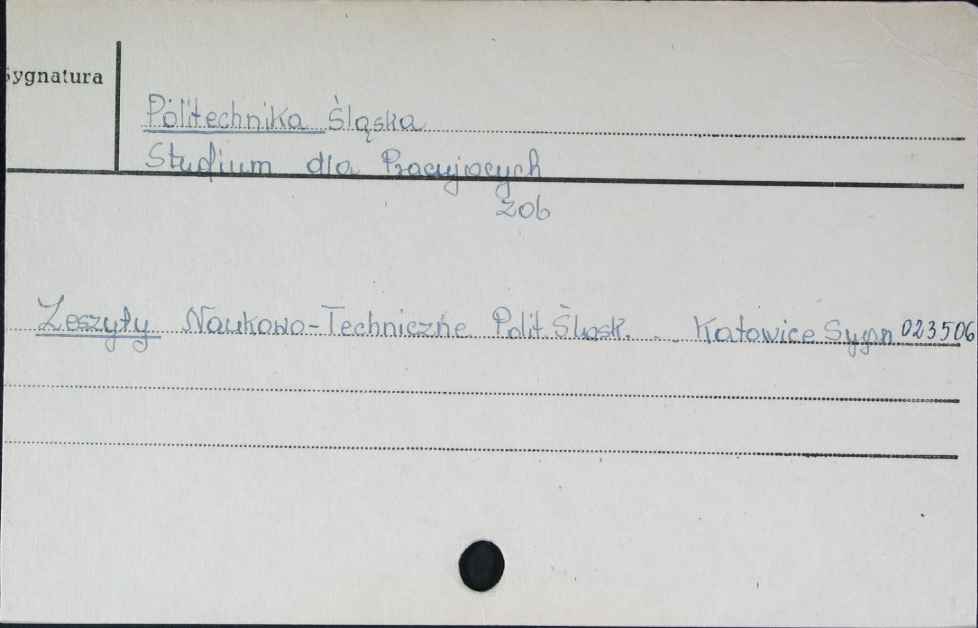 Sygnatura
Politechnika Śląska
Studium dla Pracujących
zob
Zeszyty Naukowo-Techniczne Polit. Śląsk. .. Katowice Sygn 023506